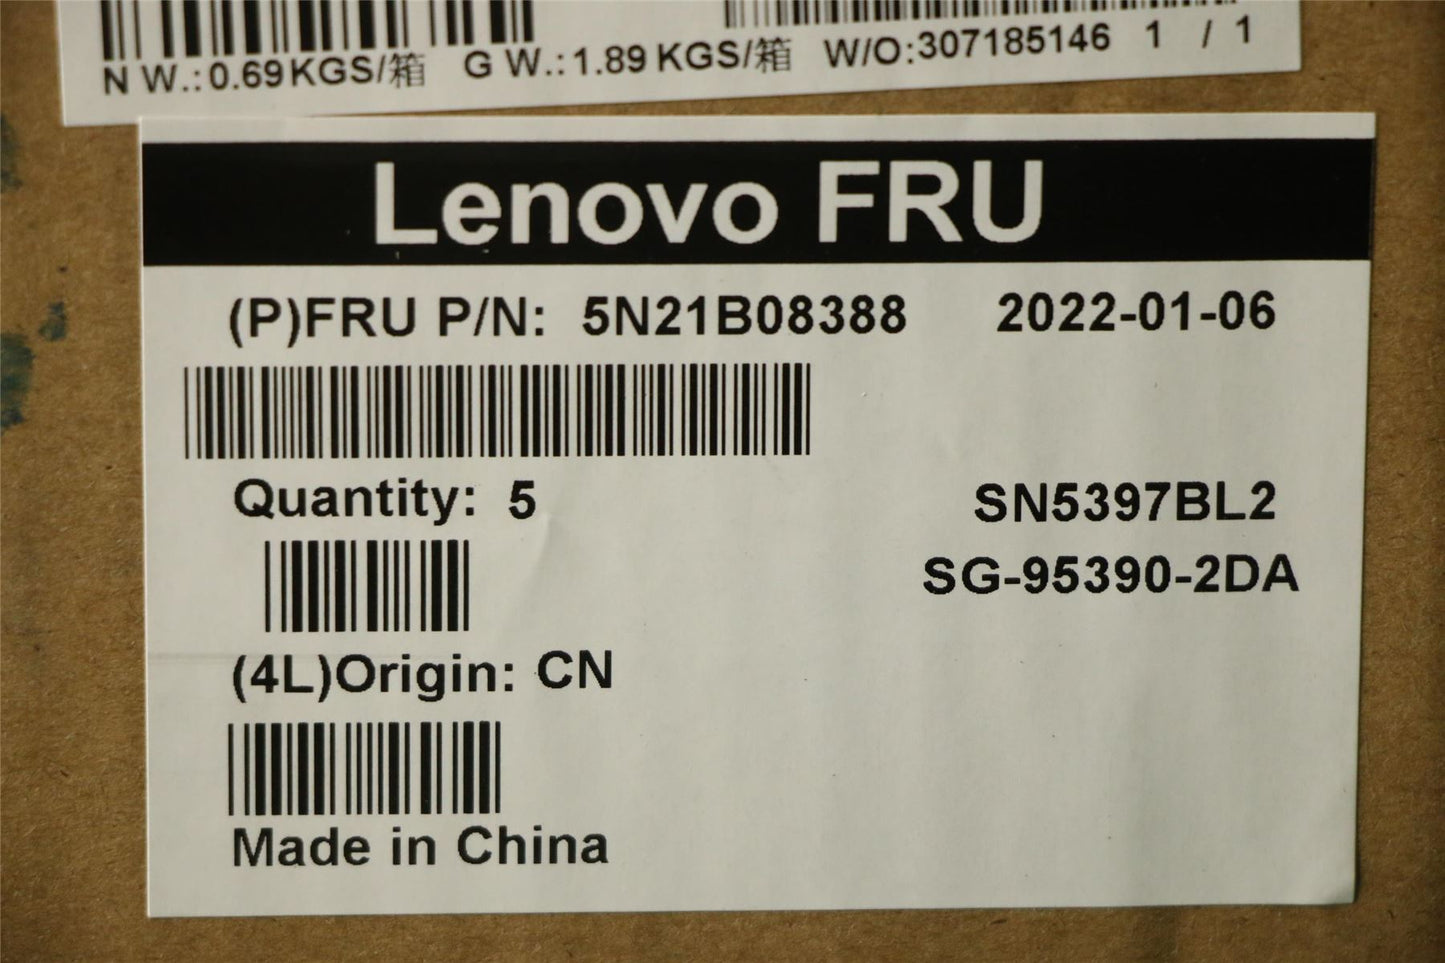 N W.:0.69KGS/箱 G W.:1.89 KGS/箱 W/O:307185146 1 / 1
Lenovo FRU
(P)FRU P/N: 5N21B08388 2022-01-06
Quantity: 5 SN5397BL2
SG-95390-2DA
(4L)Origin: CN
Made in China